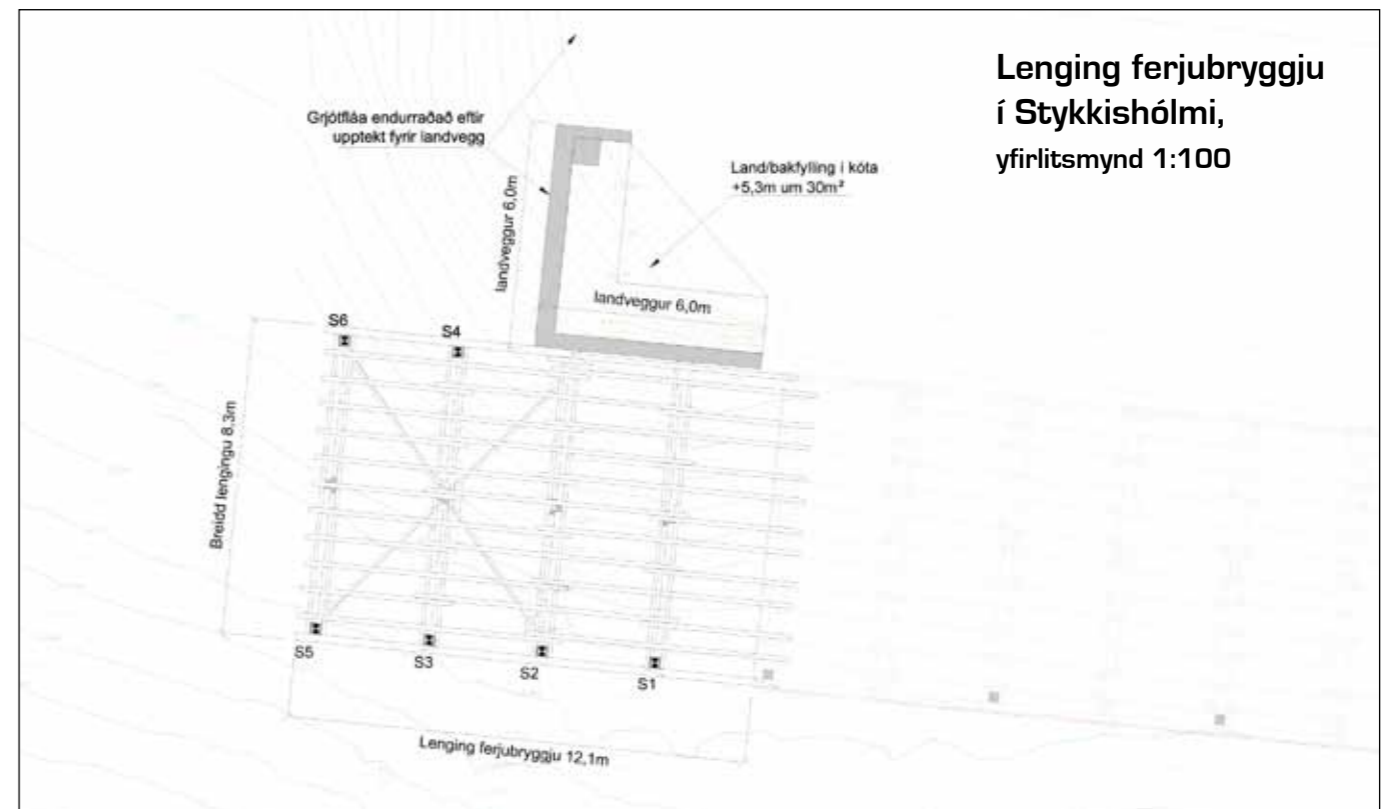 Lenging ferjubryggju
í Stykkishólmi,
yfirlitsmynd 1:100
Grjótfláa endurraðað eftir
upptekt fyrir landvegg
Land/bakfylling í kóta
+5,3m um 30m²
landveggur 6,0m
landveggur 6,0m
S6
S4
Breidd lengingu 8,3m
S5
S3
S2
S1
Lenging ferjubryggju 12,1m